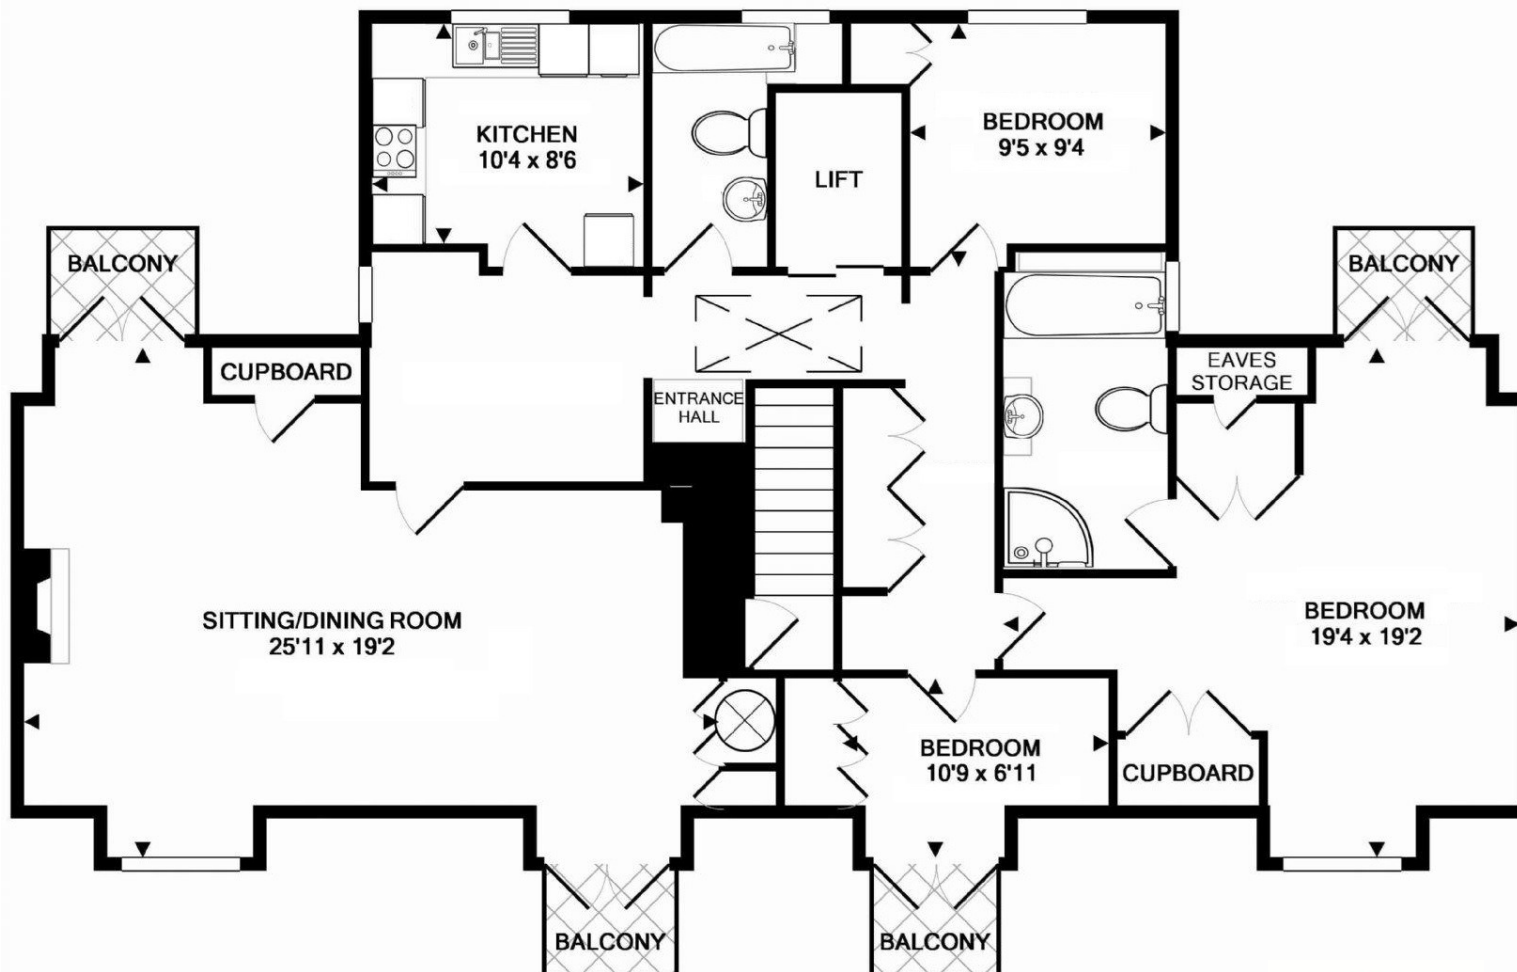 KITCHEN
10'4 x 8'6
BEDROOM
9'5 x 9'4
LIFT
BALCONY
BALCONY
CUPBOARD
EAVES
STORAGE
ENTRANCE
HALL
SITTING/DINING ROOM
25'11 x 19'2
BEDROOM
19'4 x 19'2
BEDROOM
10'9 x 6'11
CUPBOARD
BALCONY
BALCONY